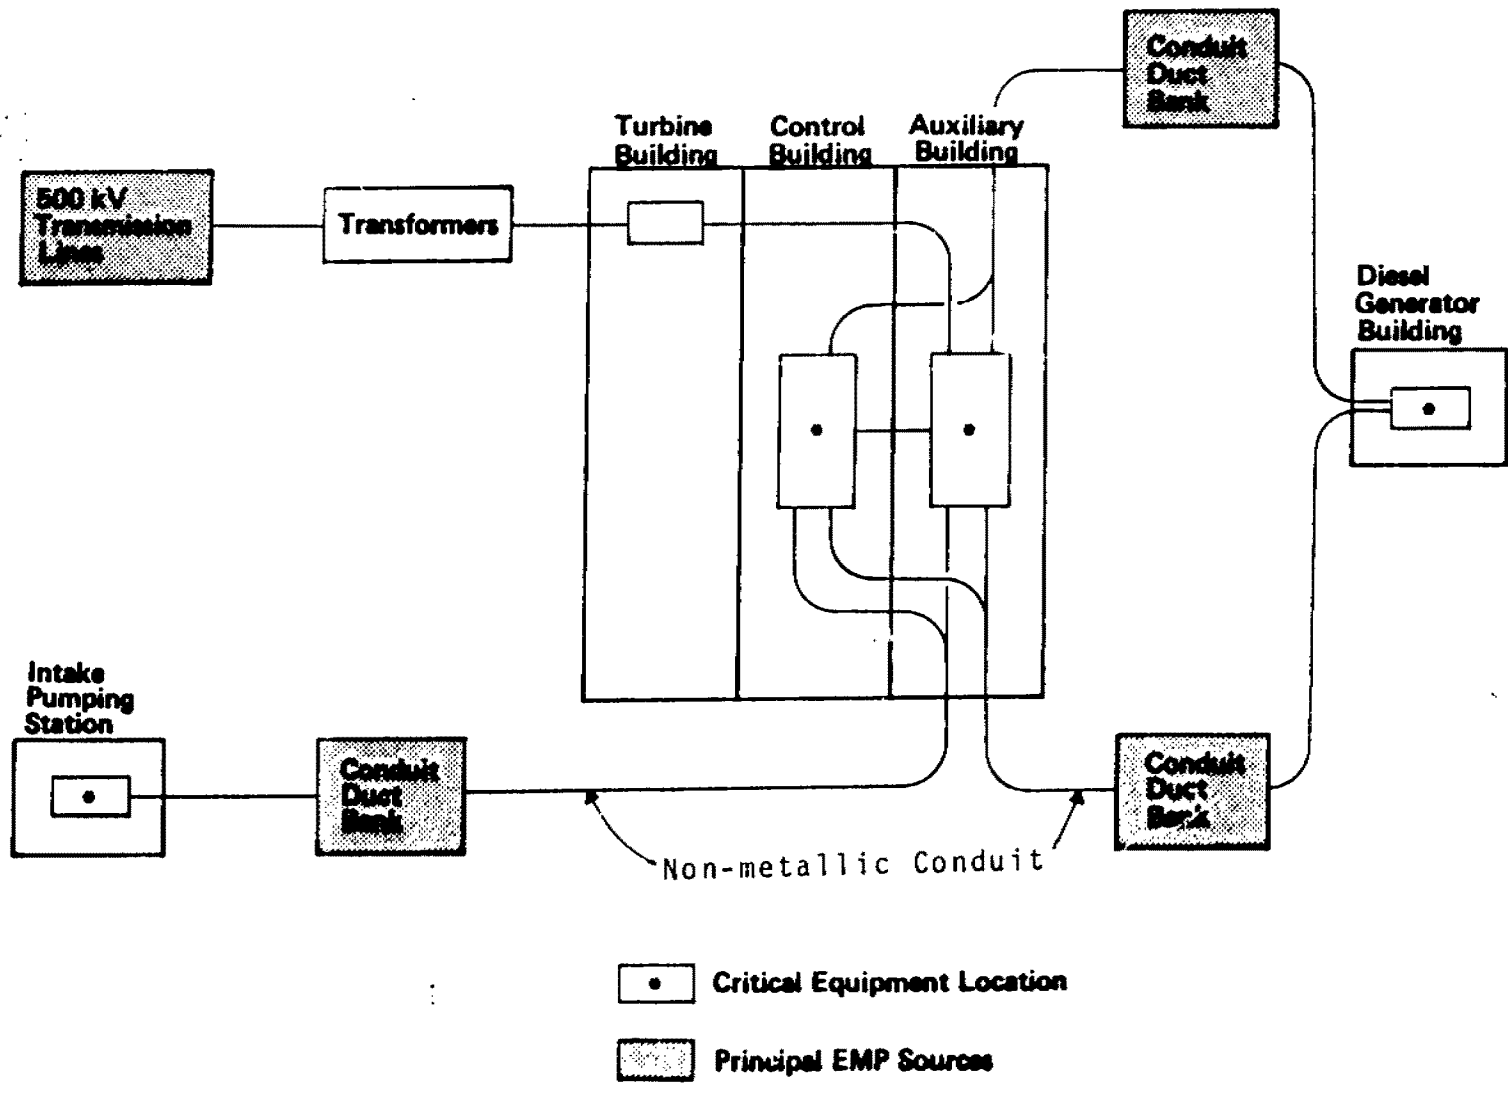 Conduit
Duct
Bank
Turbine
Building
Control
Building
Auxiliary
Building
500 kV
Transmission
Lines
Transformers
Diesel
Generator
Building
Intake
Pumping
Station
Conduit
Duct
Bank
Conduit
Duct
Bank
Non-metallic Conduit
Critical Equipment Location
Principal EMP Sources